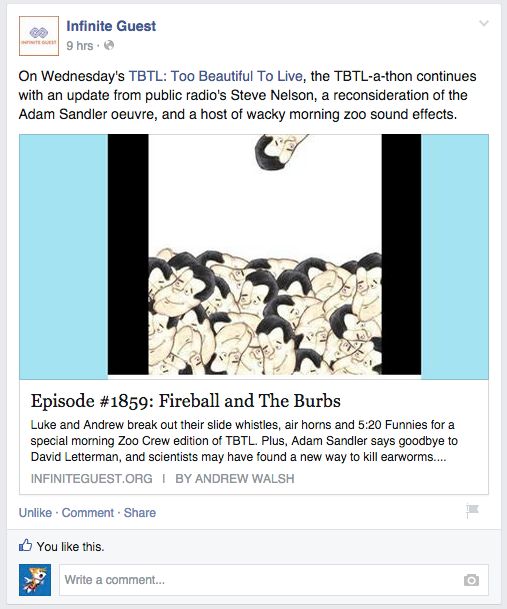 Infinite Guest
INFINITE GUEST
9 hrs ·
On Wednesday's TBTL: Too Beautiful To Live, the TBTL-a-thon continues
with an update from public radio's Steve Nelson, a reconsideration of the
Adam Sandler oeuvre, and a host of wacky morning zoo sound effects.
Episode #1859: Fireball and The Burbs
Luke and Andrew break out their slide whistles, air horns and 5:20 Funnies for a
special morning Zoo Crew edition of TBTL. Plus, Adam Sandler says goodbye to
David Letterman, and scientists may have found a new way to kill earworms....
INFINITEGUEST.ORG | BY ANDREW WALSH
Unlike · Comment · Share
You like this.
Write a comment...